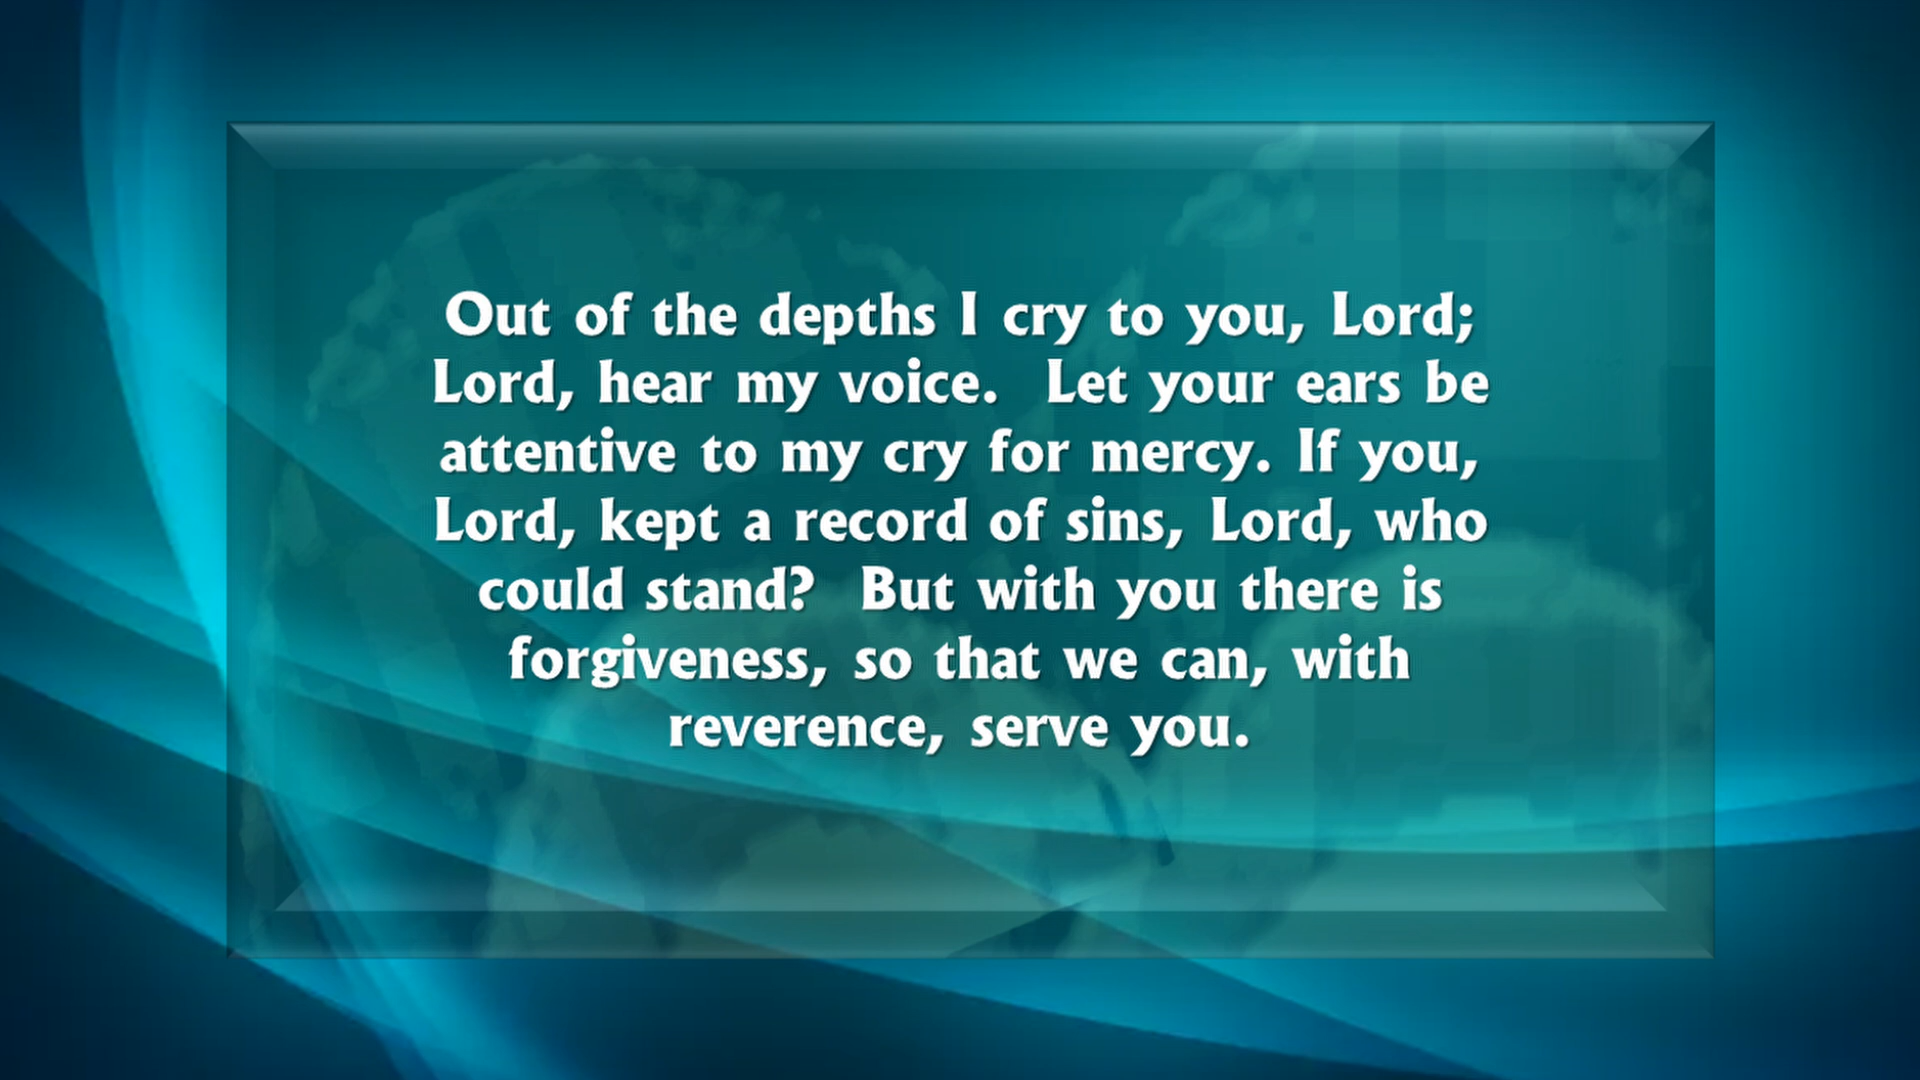 Out of the depths I cry to you, Lord;
Lord, hear my voice.  Let your ears be
attentive to my cry for mercy. If you,
Lord, kept a record of sins, Lord, who
could stand?  But with you there is
forgiveness, so that we can, with
reverence, serve you.